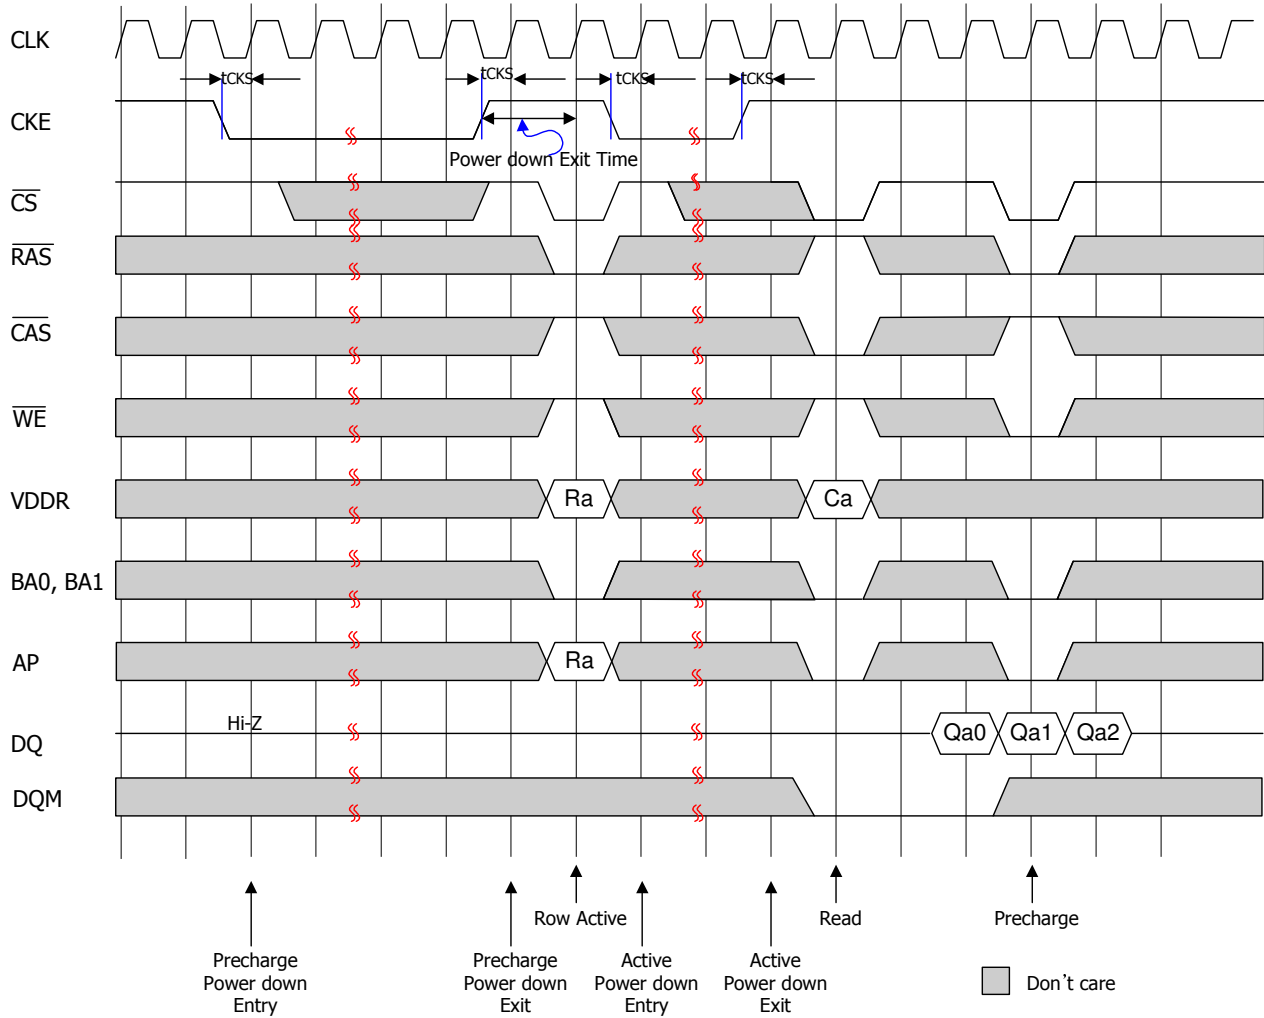 CLK
tCKS
tCKS
tCKS
tCKS
CKE
Power down Exit Time
CS
RAS
CAS
WE
VDDR
Ra
Ca
BA0, BA1
AP
Ra
Hi-Z
DQ
Qa0
Qa1
Qa2
DQM
Row Active
Read
Precharge
Precharge
Power down
Entry
Precharge
Power down
Exit
Active
Power down
Entry
Active
Power down
Exit
Don't care